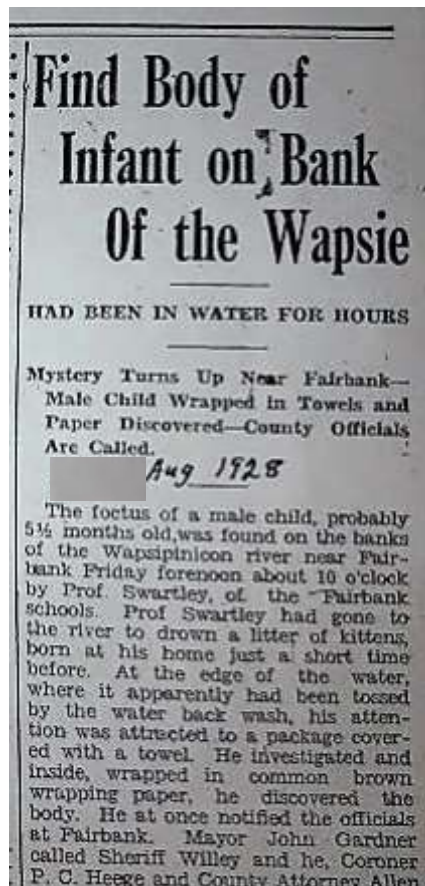 Find Body of
Infant on Bank
Of the Wapsie
HAD BEEN IN WATER FOR HOURS
Mystery Turns Up Near Fairbank—
Male Child Wrapped in Towels and
Paper Discovered—County Officials
Are Called.
Aug 1928
The foetus of a male child, probably
5½ months old,was found on the banks
of the Wapsipinicon river near Fair-
bank Friday forenoon about 10 o'clock
by Prof. Swartley, of the Fairbank
schools. Prof Swartley had gone to
the river to drown a litter of kittens,
born at his home just a short time
before. At the edge of the water,
where it apparently had been tossed
by the water back wash, his atten-
tion was attracted to a package cover-
ed with a towel. He investigated and
inside, wrapped in common brown
wrapping paper, he discovered the
body. He at once notified the officials
at Fairbank. Mayor John Gardner
called Sheriff Willey and he, Coroner
P. C. Heege and County Attorney Allen